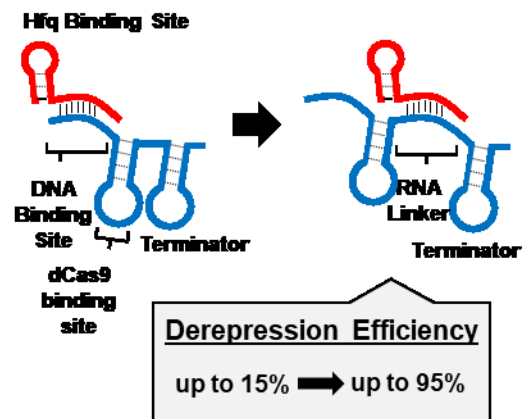 Hfq Binding Site
DNA
Binding
Site
Terminator
dCas9
binding
site
RNA
Linker
Terminator
Derepression Efficiency
up to 15% ➡ up to 95%